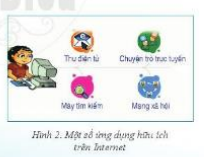 Thư điện tử
Chuyện trò trực tuyến
Máy tìm kiếm
Mạng xã hội
Hình 2. Một số ứng dụng hữu ích
trên Internet